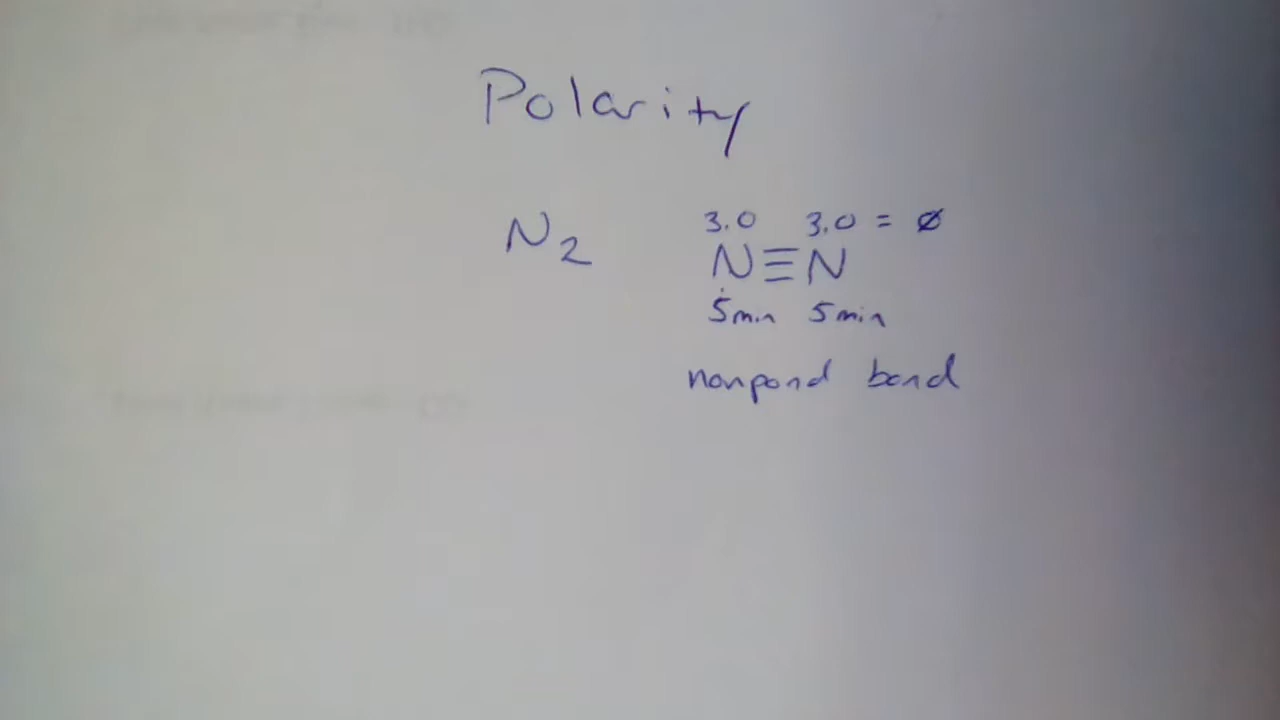 Polarity
N₂
3.0 3.0 = ∅
N≡N
5min 5min
nonpond bond